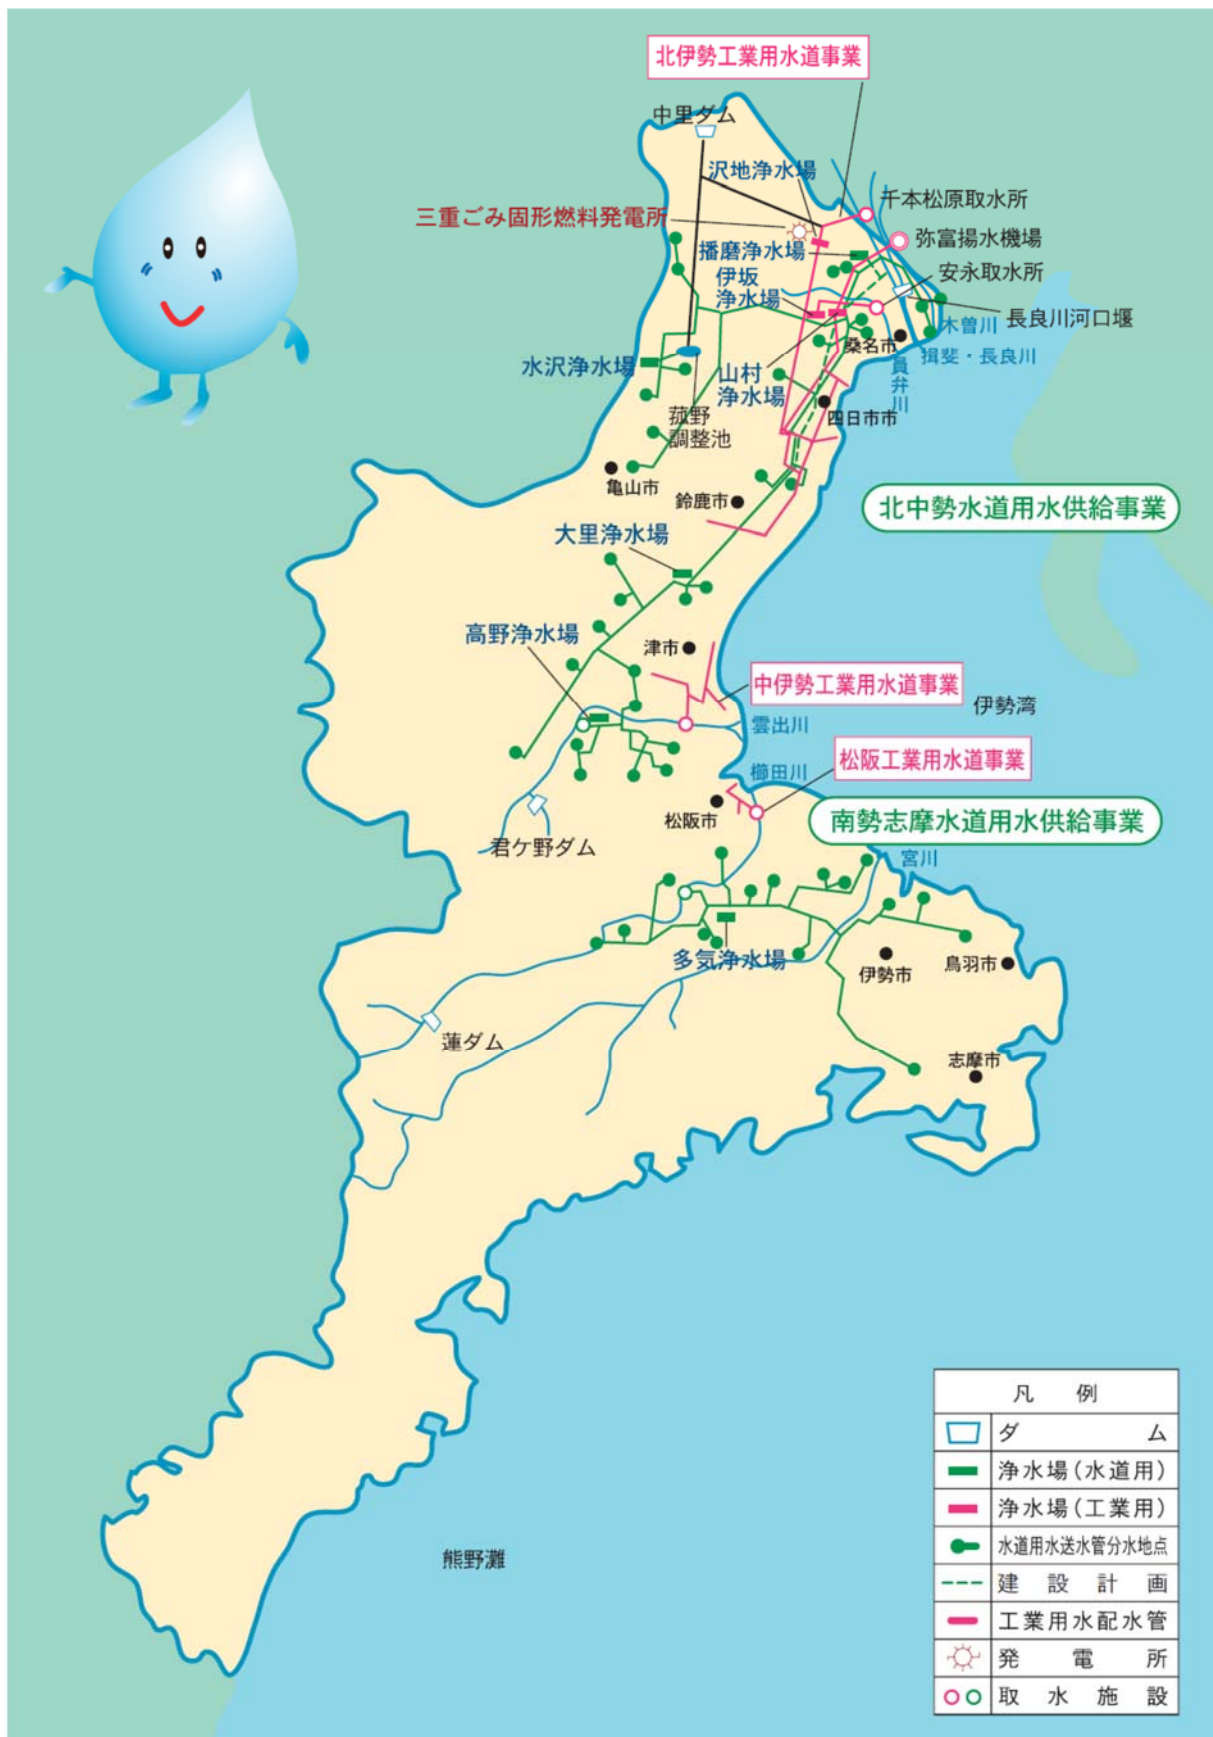 北伊勢工業用水道事業
中里ダム
沢地浄水場
千本松原取水所
三重ごみ固形燃料発電所
弥富揚水機場
播磨浄水場
安永取水所
伊坂
浄水場
長良川河口堰
木曽川
桑名市
揖斐・長良川
員弁川
水沢浄水場
山村
浄水場
菰野
調整池
四日市市
亀山市
鈴鹿市
北中勢水道用水供給事業
大里浄水場
高野浄水場
津市
中伊勢工業用水道事業
伊勢湾
雲出川
松阪工業用水道事業
櫛田川
松阪市
南勢志摩水道用水供給事業
君ケ野ダム
宮川
多気浄水場
伊勢市
鳥羽市
蓮ダム
志摩市
熊野灘
凡例
ダム
浄水場(水道用)
浄水場(工業用)
水道用水送水管分水地点
建設計画
工業用水配水管
発電所
取水施設